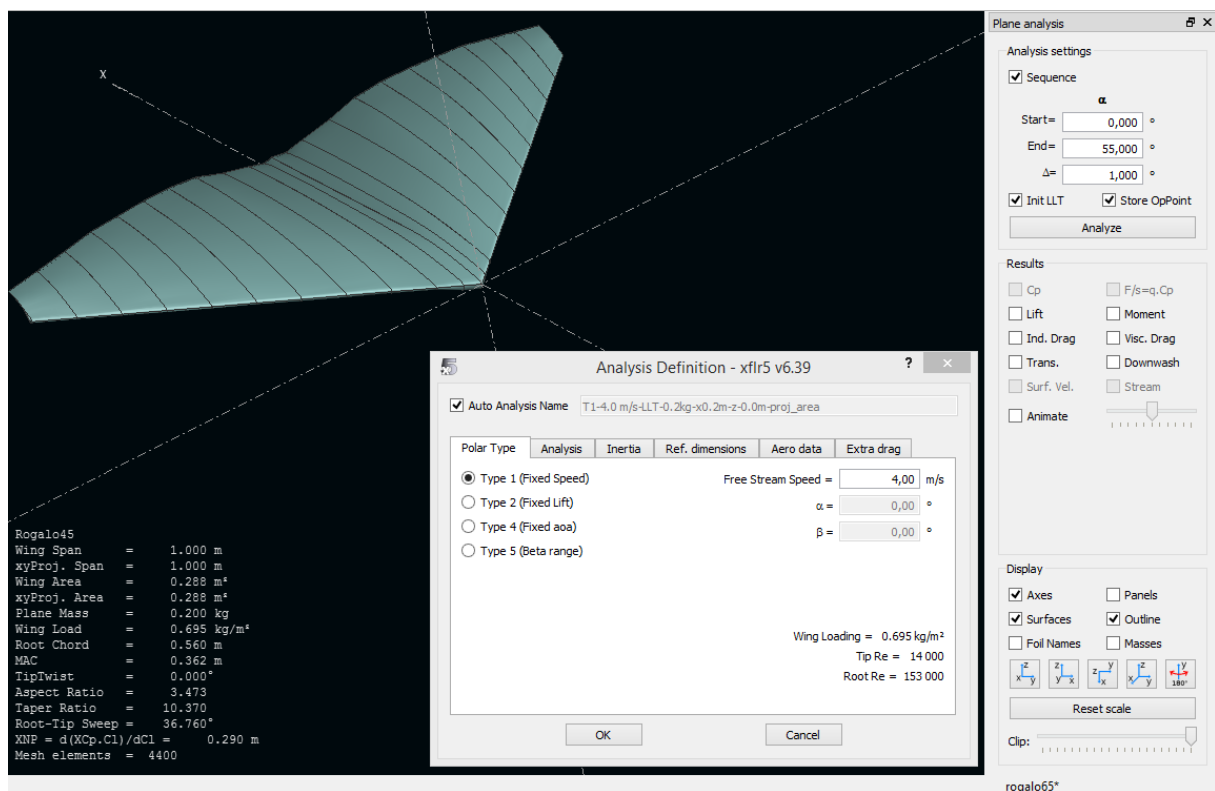 X
Rogalo45
Wing Span = 1.000 m
xyProj. Span = 1.000 m
Wing Area = 0.288 m²
xyProj. Area = 0.288 m²
Plane Mass = 0.200 kg
Wing Load = 0.695 kg/m²
Root Chord = 0.560 m
MAC = 0.362 m
TipTwist = 0.000°
Aspect Ratio = 3.473
Taper Ratio = 10.370
Root-Tip Sweep = 36.760°
XNP = d(XCp.Cl)/dCl = 0.290 m
Mesh elements = 4400
Analysis Definition - xflr5 v6.39 ?
Auto Analysis Name T1-4.0 m/s-LLT-0.2kg-x0.2m-z-0.0m-proj_area
Polar Type Analysis Inertia Ref. dimensions Aero data Extra drag
Type 1 (Fixed Speed) Free Stream Speed = 4,00 m/s
Type 2 (Fixed Lift) α = 0,00 °
Type 4 (Fixed aoa) β = 0,00 °
Type 5 (Beta range)
Wing Loading = 0.695 kg/m²
Tip Re = 14 000
Root Re = 153 000
OK Cancel
Plane analysis
Analysis settings
Sequence
α
Start= 0,000 °
End= 55,000 °
Δ= 1,000 °
Init LLT Store OpPoint
Analyze
Results
Cp F/s=q.Cp
Lift Moment
Ind. Drag Visc. Drag
Trans. Downwash
Surf. Vel. Stream
Animate
Display
Axes Panels
Surfaces Outline
Foil Names Masses
z x y z y x z y x z x y y 180°
Reset scale
Clip:
rogalo65*